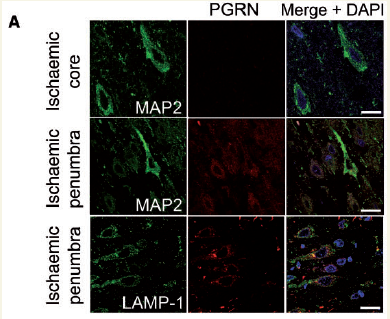 A
PGRN Merge + DAPI
Ischaemic
core
MAP2
Ischaemic
penumbra
MAP2
Ischaemic
penumbra
LAMP-1